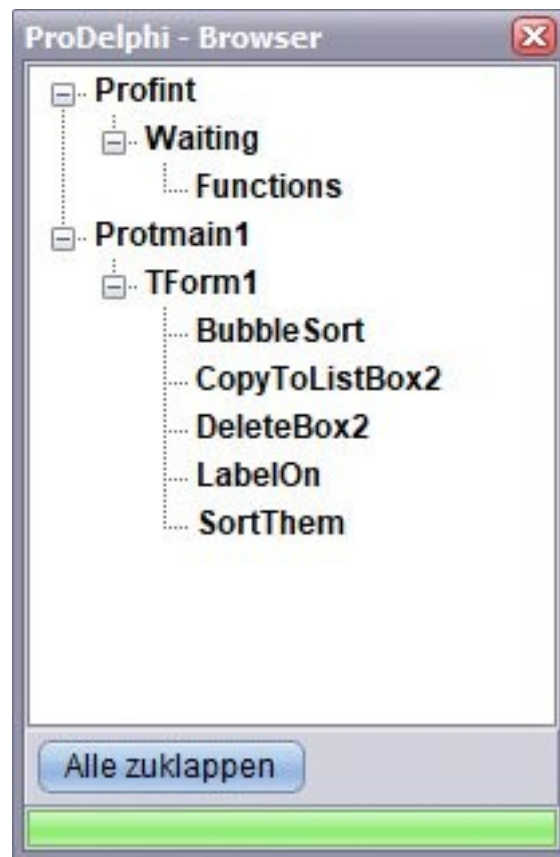 ProDelphi - Browser
Profint
Waiting
Functions
Protmain1
TForm1
BubbleSort
CopyToListBox2
DeleteBox2
LabelOn
SortThem
Alle zuklappen